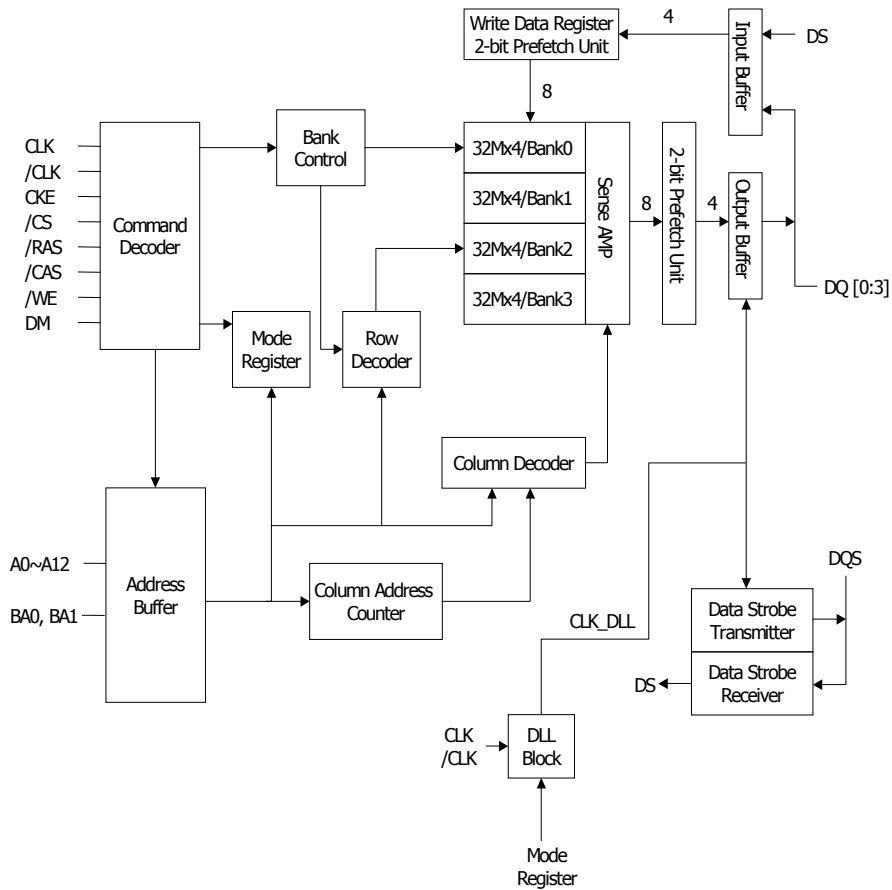 Write Data Register
2-bit Prefetch Unit
4
Input Buffer
DS
8
Bank
Control
CLK
/CLK
CKE
/CS
/RAS
/CAS
/WE
DM
Command
Decoder
32Mx4/Bank0
32Mx4/Bank1
32Mx4/Bank2
32Mx4/Bank3
Sense AMP
8
2-bit Prefetch Unit
4
Output Buffer
DQ [0:3]
Mode
Register
Row
Decoder
Column Decoder
A0~A12
BA0, BA1
Address
Buffer
Column Address
Counter
CLK_DLL
DQS
Data Strobe
Transmitter
DS
Data Strobe
Receiver
CLK
/CLK
DLL
Block
Mode
Register